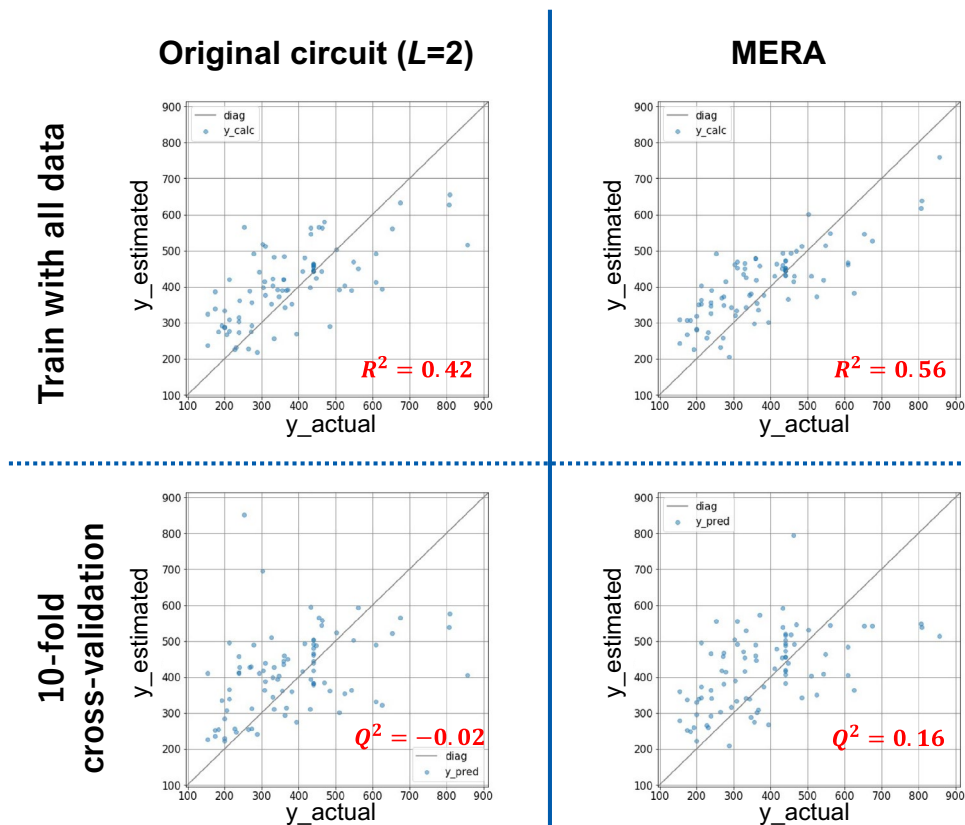 Original circuit (L=2)
MERA
Train with all data
y_estimated
900
800
700
600
500
400
300
200
100
diag
y_calc
R² = 0.42
100 200 300 400 500 600 700 800 900
y_actual
y_estimated
900
800
700
600
500
400
300
200
100
diag
y_calc
R² = 0.56
100 200 300 400 500 600 700 800 900
y_actual
10-fold
cross-validation
y_estimated
900
800
700
600
500
400
300
200
100
Q² = −0.02
diag
y_pred
100 200 300 400 500 600 700 800 900
y_actual
y_estimated
900
800
700
600
500
400
300
200
100
diag
y_pred
Q² = 0.16
100 200 300 400 500 600 700 800 900
y_actual